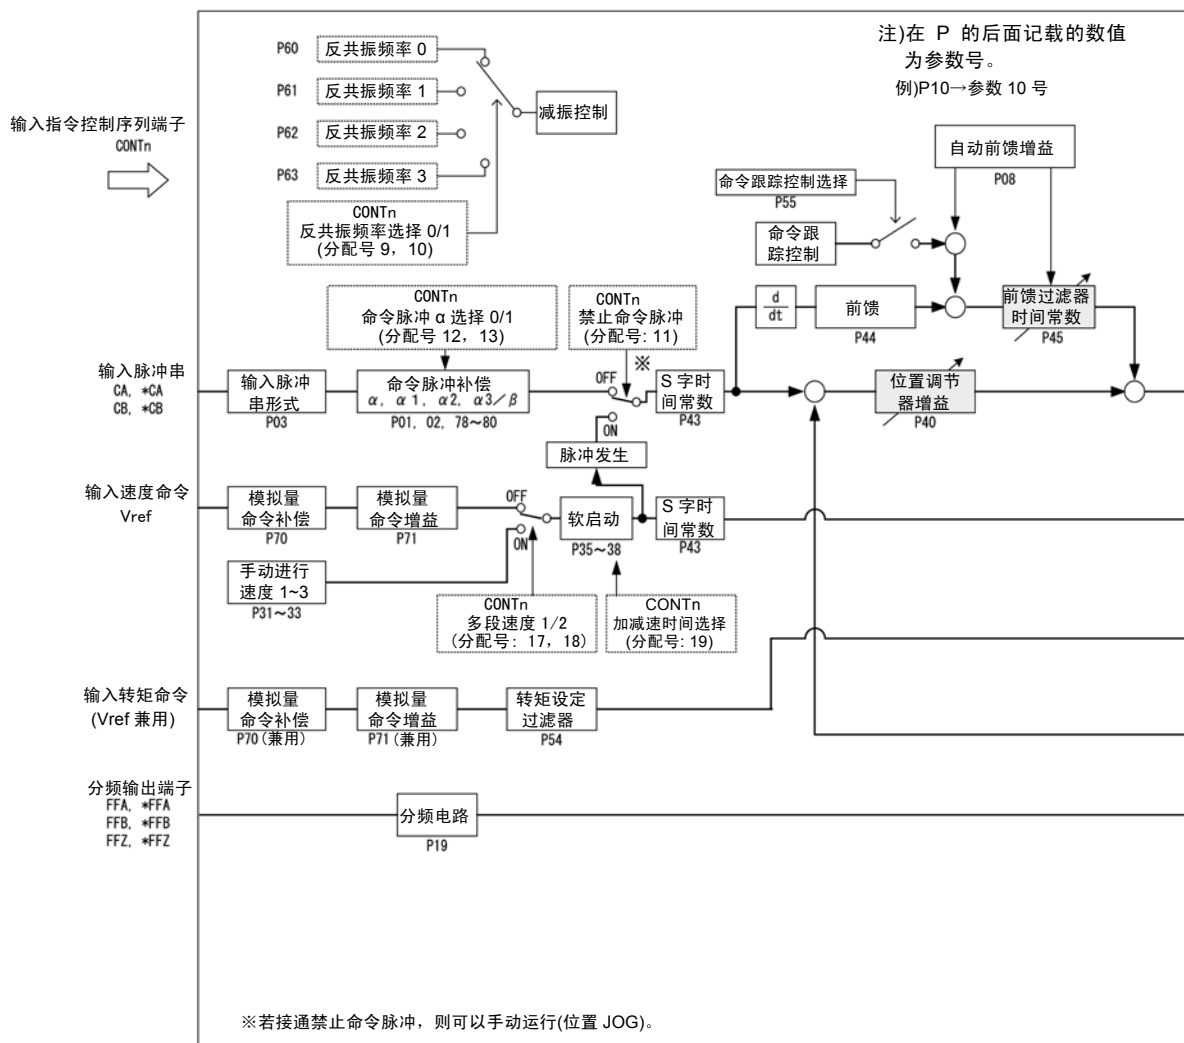 注)在 P 的后面记载的数值
为参数号。
例)P10→参数 10 号
P60
反共振频率 0
P61
反共振频率 1
P62
反共振频率 2
P63
反共振频率 3
减振控制
输入指令控制序列端子
CONTn
CONTn
反共振频率选择 0/1
(分配号 9，10)
自动前馈增益
P08
命令跟踪控制选择
P55
命令跟
踪控制
d
dt
前馈
P44
前馈过滤器
时间常数
P45
CONTn
命令脉冲 α 选择 0/1
(分配号 12，13)
CONTn
禁止命令脉冲
(分配号: 11)
※
输入脉冲串
CA, *CA
CB, *CB
输入脉冲
串形式
P03
命令脉冲补偿
α, α1, α2, α3／β
P01, 02, 78～80
OFF
ON
S 字时
间常数
P43
位置调节
器增益
P40
脉冲发生
输入速度命令
Vref
模拟量
命令补偿
P70
模拟量
命令增益
P71
OFF
ON
软启动
P35～38
S 字时
间常数
P43
手动进行
速度 1~3
P31～33
CONTn
多段速度 1/2
(分配号：17，18)
CONTn
加减速时间选择
(分配号: 19)
输入转矩命令
(Vref 兼用)
模拟量
命令补偿
P70 (兼用)
模拟量
命令增益
P71 (兼用)
转矩设定
过滤器
P54
分频输出端子
FFA, *FFA
FFB, *FFB
FFZ, *FFZ
分频电路
P19
※若接通禁止命令脉冲，则可以手动运行(位置 JOG)。